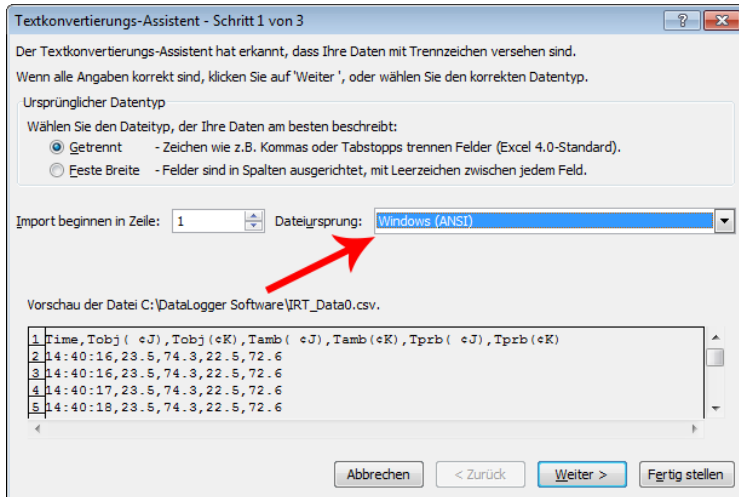 Textkonvertierungs-Assistent - Schritt 1 von 3
Der Textkonvertierungs-Assistent hat erkannt, dass Ihre Daten mit Trennzeichen versehen sind.
Wenn alle Angaben korrekt sind, klicken Sie auf 'Weiter ', oder wählen Sie den korrekten Datentyp.
Ursprünglicher Datentyp
Wählen Sie den Dateityp, der Ihre Daten am besten beschreibt:
Getrennt - Zeichen wie z.B. Kommas oder Tabstopps trennen Felder (Excel 4.0-Standard).
Feste Breite - Felder sind in Spalten ausgerichtet, mit Leerzeichen zwischen jedem Feld.
Import beginnen in Zeile: 1 Dateiursprung: Windows (ANSI)
Vorschau der Datei C:\DataLogger Software\IRT_Data0.csv.
1 Time,Tobj( ¢J),Tobj(¢K),Tamb( ¢J),Tamb(¢K),Tprb( ¢J),Tprb(¢K)
2 14:40:16,23.5,74.3,22.5,72.6
3 14:40:16,23.5,74.3,22.5,72.6
4 14:40:17,23.5,74.3,22.5,72.6
5 14:40:18,23.5,74.3,22.5,72.6
Abbrechen < Zurück Weiter > Fertig stellen